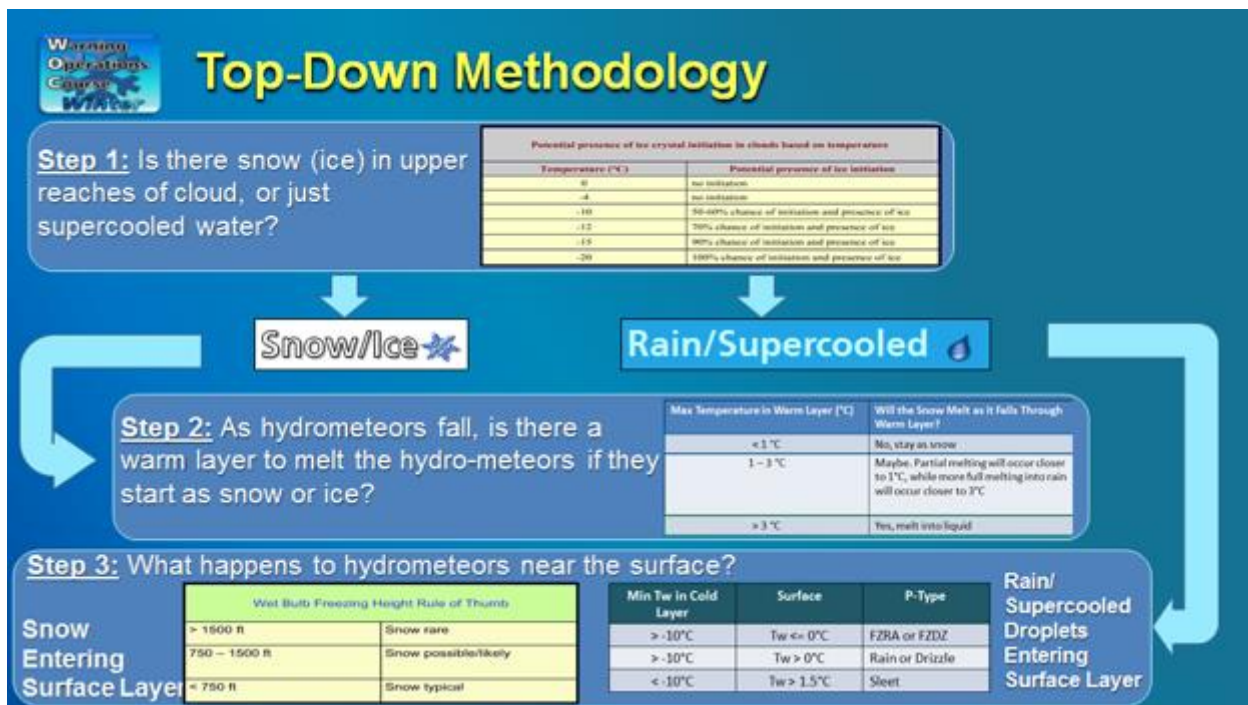 Warning
Operations
Course
Winter
Top-Down Methodology
Step 1: Is there snow (ice) in upper
reaches of cloud, or just
supercooled water?
Potential presence of ice crystal initiation in clouds based on temperature
Temperature (°C) Potential presence of ice initiation
0 no initiation
-4 no initiation
-10 50-60% chance of initiation and presence of ice
-12 70% chance of initiation and presence of ice
-15 90% chance of initiation and presence of ice
-20 100% chance of initiation and presence of ice
Snow/Ice
Rain/Supercooled
Step 2: As hydrometeors fall, is there a
warm layer to melt the hydro-meteors if they
start as snow or ice?
Max Temperature in Warm Layer (°C) Will the Snow Melt as it Falls Through
Warm Layer?
< 1 °C No, stay as snow
1 – 3 °C Maybe. Partial melting will occur closer
to 1°C, while more full melting into rain
will occur closer to 3°C
> 3 °C Yes, melt into liquid
Step 3: What happens to hydrometeors near the surface?
Snow
Entering
Surface Layer
Wet Bulb Freezing Height Rule of Thumb
> 1500 ft Snow rare
750 – 1500 ft Snow possible/likely
< 750 ft Snow typical
Min Tw in Cold
Layer
Surface P-Type
> -10°C Tw <= 0°C FZRA or FZDZ
> -10°C Tw > 0°C Rain or Drizzle
< -10°C Tw > 1.5°C Sleet
Rain/
Supercooled
Droplets
Entering
Surface Layer